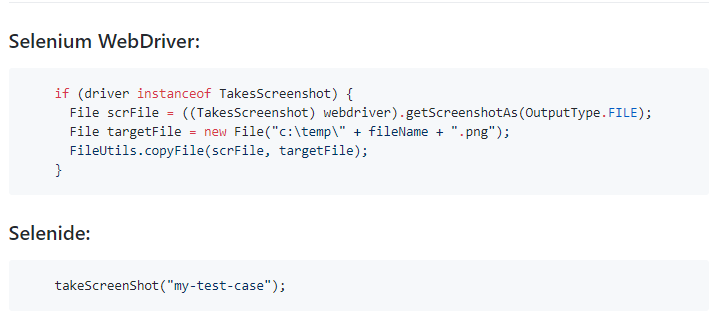 Selenium WebDriver:
if (driver instanceof TakesScreenshot) {
File scrFile = ((TakesScreenshot) webdriver).getScreenshotAs(OutputType.FILE);
File targetFile = new File("c:\temp\" + fileName + ".png");
FileUtils.copyFile(scrFile, targetFile);
}
Selenide:
takeScreenShot("my-test-case");